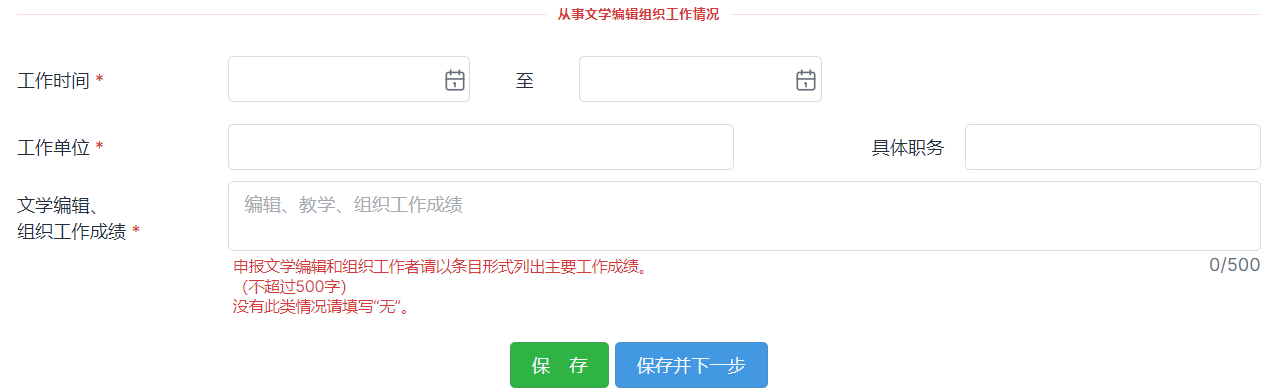 从事文学编辑组织工作情况
工作时间 * 至
工作单位 * 具体职务
文学编辑、
组织工作成绩 *
编辑、教学、组织工作成绩
申报文学编辑和组织工作者请以条目形式列出主要工作成绩。 0/500
（不超过500字）
没有此类情况请填写“无”。
保 存 保存并下一步